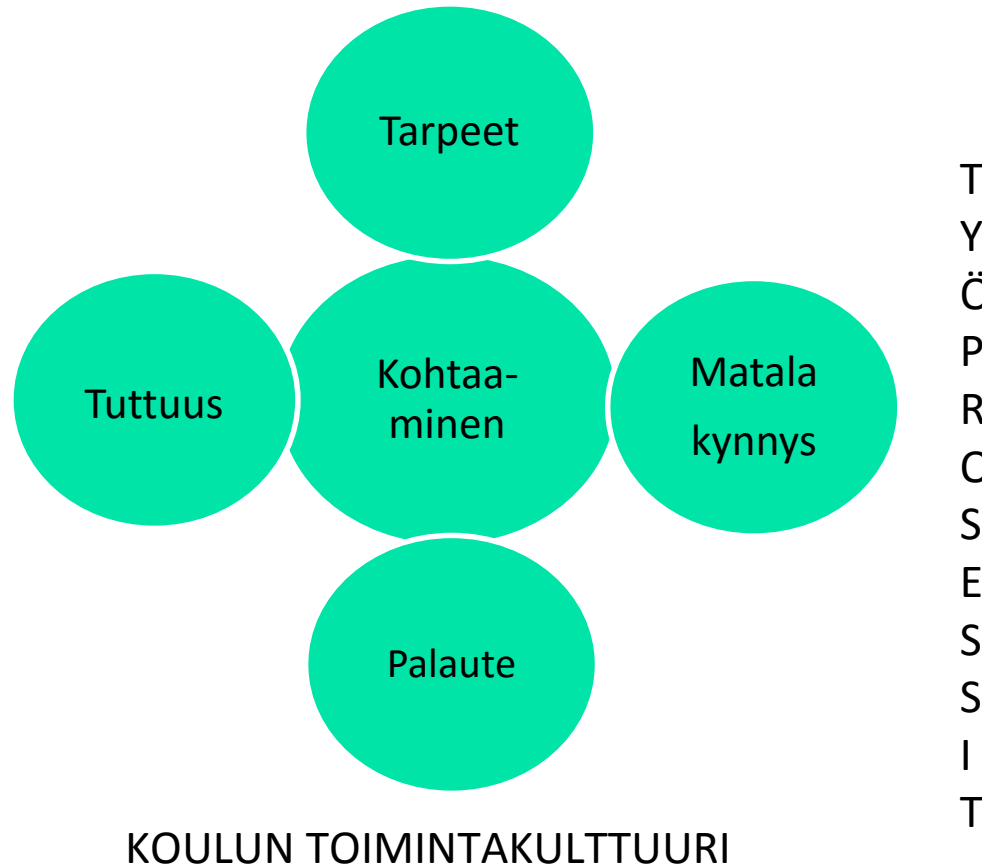 Tarpeet
Tuttuus
Kohtaa-
minen
Matala
kynnys
Palaute
KOULUN TOIMINTAKULTTUURI
T
Y
Ö
P
R
O
S
E
S
S
I
T